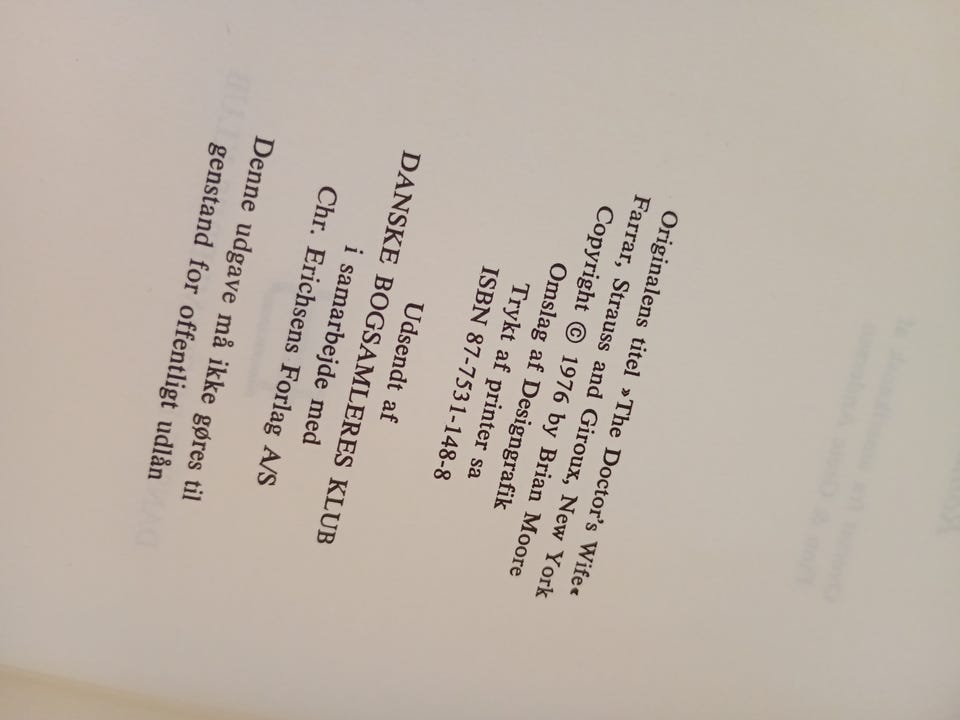 Originalens titel »The Doctor's Wife«
Farrar, Strauss and Giroux, New York
Copyright © 1976 by Brian Moore
Omslag af Designgrafik
Trykt af printer sa
ISBN 87-7531-148-8
Udsendt af
DANSKE BOGSAMLERES KLUB
i samarbejde med
Chr. Erichsens Forlag A/S
Denne udgave må ikke gøres til
genstand for offentligt udlån